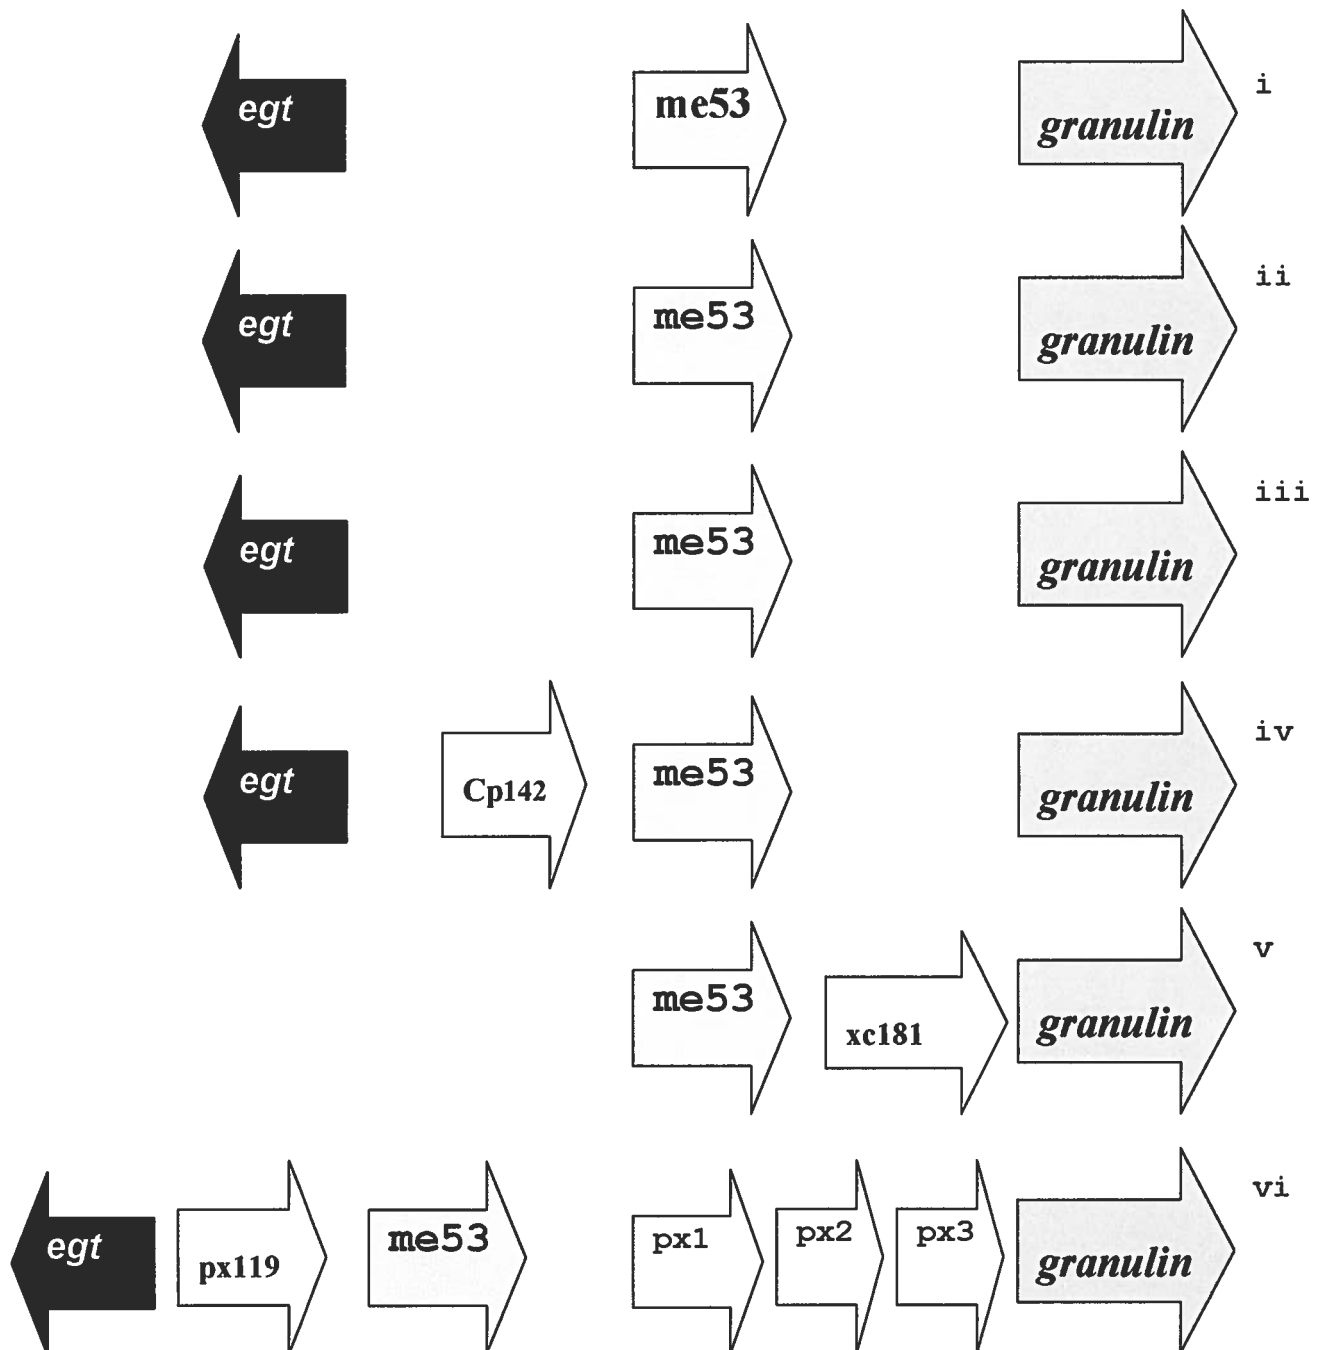 egt me53 granulin i
egt me53 granulin ii
egt me53 granulin iii
egt Cp142 me53 granulin iv
me53 xc181 granulin v
egt px119 me53 px1 px2 px3 granulin vi